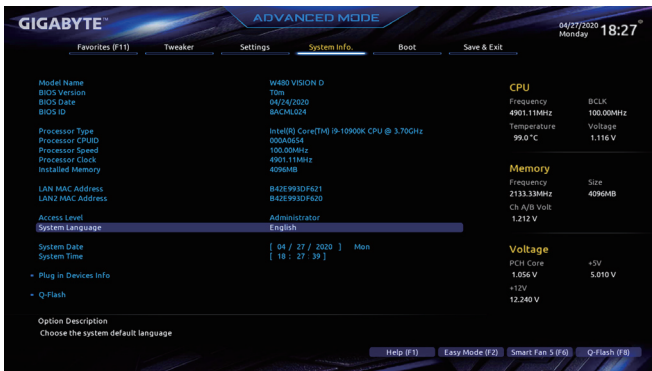 GIGABYTE™
ADVANCED MODE
04/27/2020 Monday 18:27
Favorites (F11) Tweaker Settings System Info. Boot Save & Exit
Model Name W480 VISION D
BIOS Version T0m
BIOS Date 04/24/2020
BIOS ID 8ACML024
Processor Type Intel(R) Core(TM) i9-10900K CPU @ 3.70GHz
Processor CPUID 000A0654
Processor Speed 100.00MHz
Processor Clock 4901.11MHz
Installed Memory 4096MB
LAN MAC Address B42E993DF621
LAN2 MAC Address B42E993DF620
Access Level Administrator
System Language English
System Date [ 04 / 27 / 2020 ] Mon
System Time [ 18 : 27 : 39 ]
Plug in Devices Info
Q-Flash
Option Description
Choose the system default language
CPU
Frequency BCLK
4901.11MHz 100.00MHz
Temperature Voltage
99.0 °C 1.116 V
Memory
Frequency Size
2133.33MHz 4096MB
Ch A/B Volt
1.212 V
Voltage
PCH Core +5V
1.056 V 5.010 V
+12V
12.240 V
Help (F1) Easy Mode (F2) Smart Fan 5 (F6) Q-Flash (F8)